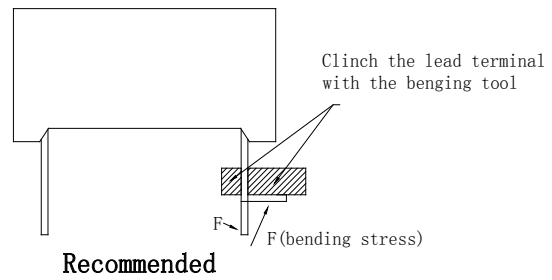 Clinch the lead terminal
with the benging tool
F
F(bending stress)
Recommended